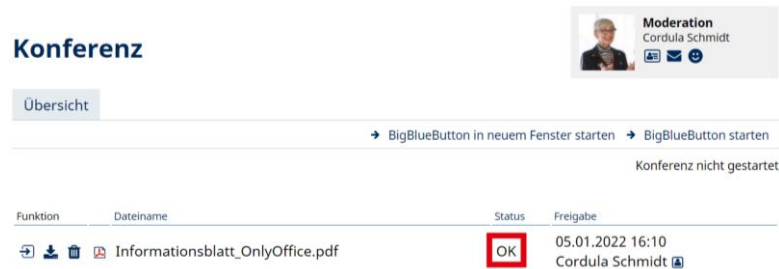 Moderation
Cordula Schmidt
Konferenz
Übersicht
BigBlueButton in neuem Fenster starten BigBlueButton starten
Konferenz nicht gestartet
Funktion Dateiname Status Freigabe
Informationsblatt_OnlyOffice.pdf OK 05.01.2022 16:10
Cordula Schmidt